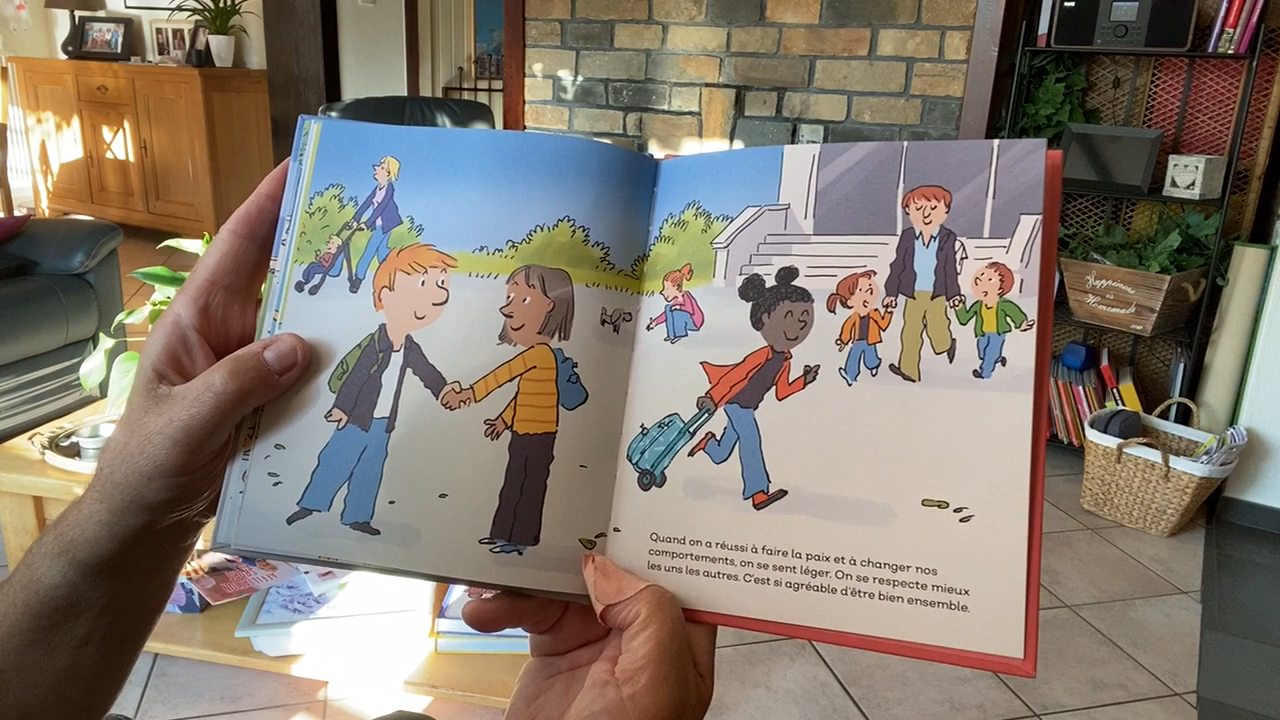 Quand on a réussi à faire la paix et à changer nos
comportements, on se sent léger. On se respecte mieux
les uns les autres. C'est si agréable d'être bien ensemble.
Happiness
is
Homemade